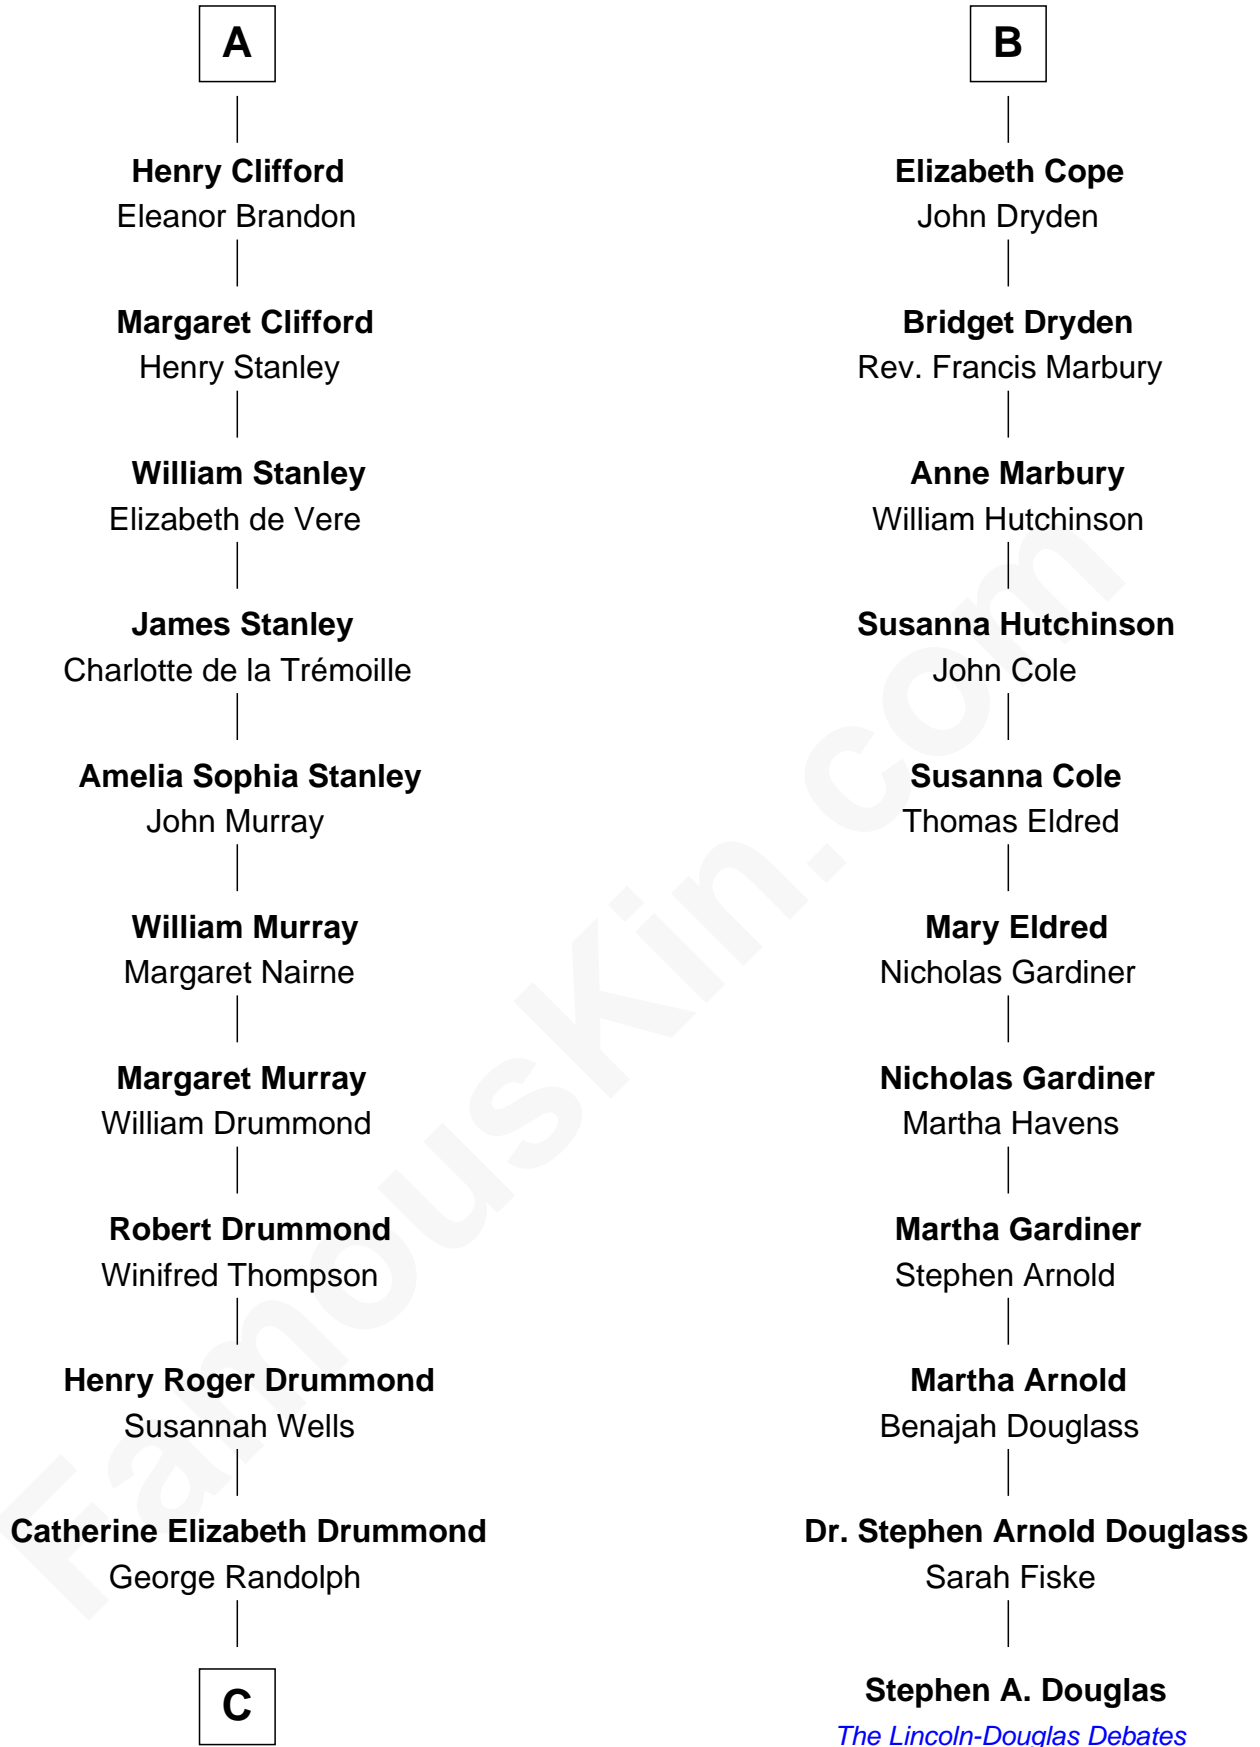 A
Henry Clifford
Eleanor Brandon
Margaret Clifford
Henry Stanley
William Stanley
Elizabeth de Vere
James Stanley
Charlotte de la Trémoille
Amelia Sophia Stanley
John Murray
William Murray
Margaret Nairne
Margaret Murray
William Drummond
Robert Drummond
Winifred Thompson
Henry Roger Drummond
Susannah Wells
Catherine Elizabeth Drummond
George Randolph
C
B
Elizabeth Cope
John Dryden
Bridget Dryden
Rev. Francis Marbury
Anne Marbury
William Hutchinson
Susanna Hutchinson
John Cole
Susanna Cole
Thomas Eldred
Mary Eldred
Nicholas Gardiner
Nicholas Gardiner
Martha Havens
Martha Gardiner
Stephen Arnold
Martha Arnold
Benajah Douglass
Dr. Stephen Arnold Douglass
Sarah Fiske
Stephen A. Douglas
The Lincoln-Douglas Debates
FamousKin.com